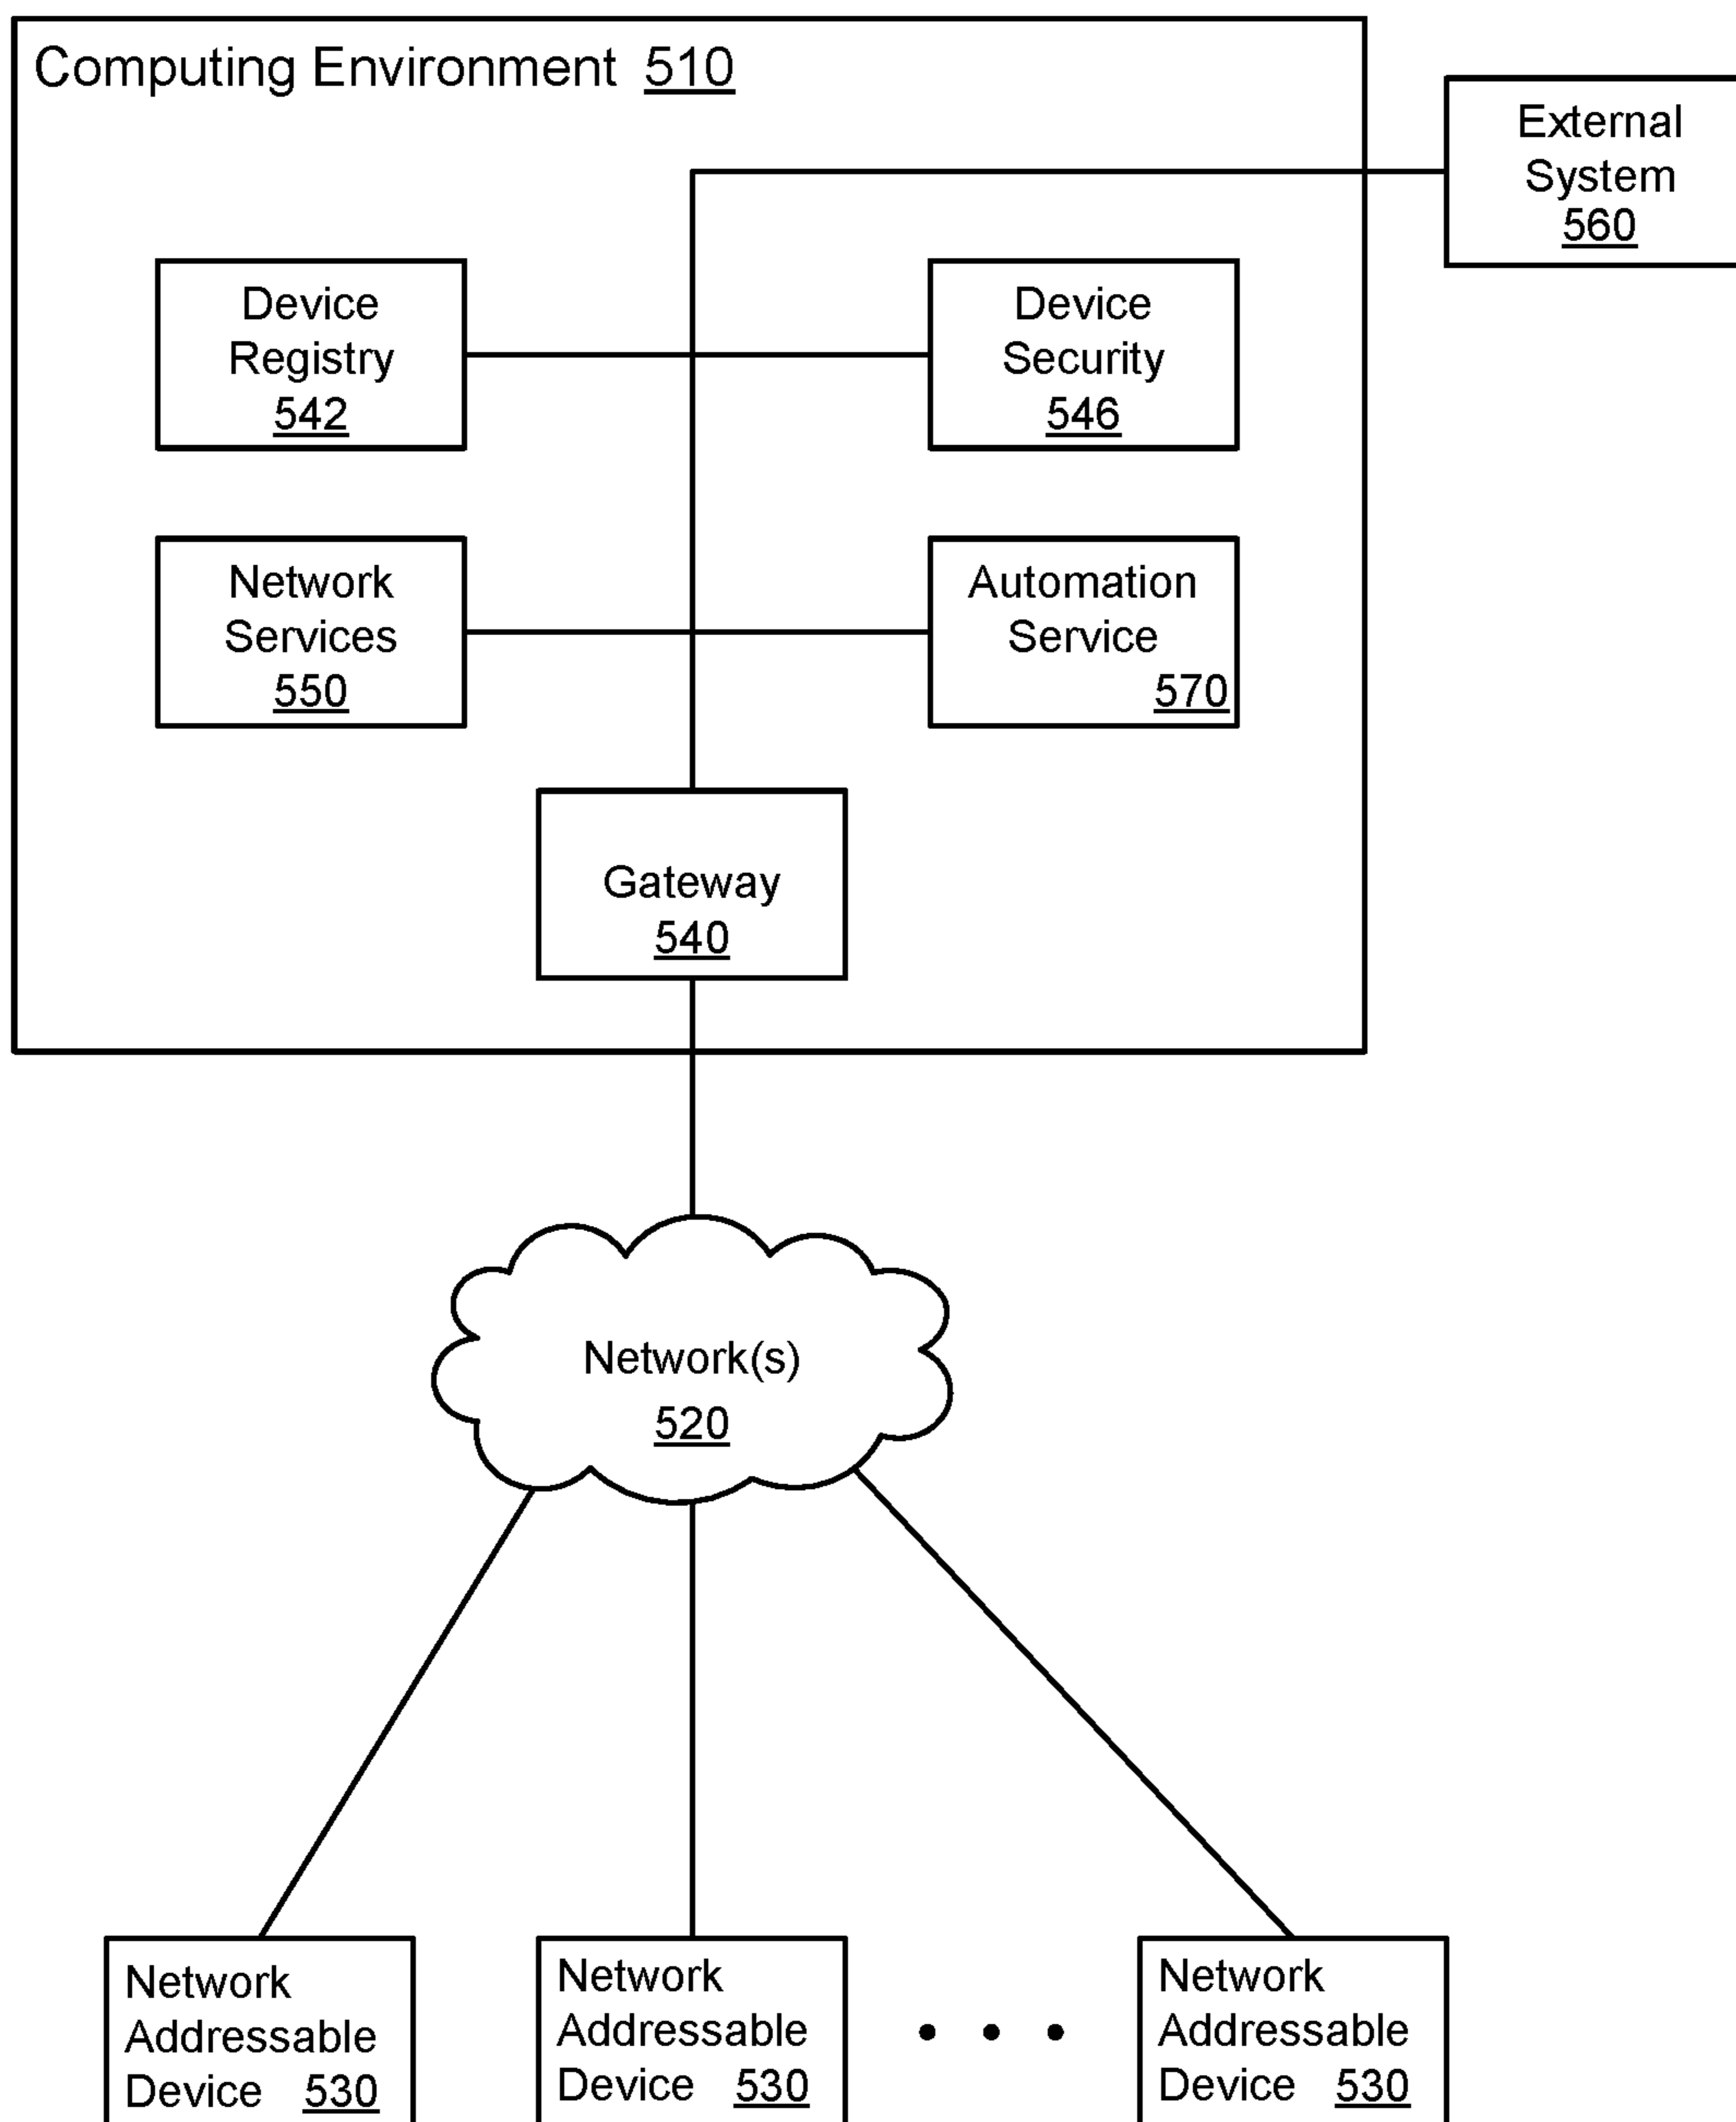 Computing Environment 510
External
System
560
Device
Registry
542
Device
Security
546
Network
Services
550
Automation
Service
570
Gateway
540
Network(s)
520
Network
Addressable
Device 530
Network
Addressable
Device 530
Network
Addressable
Device 530